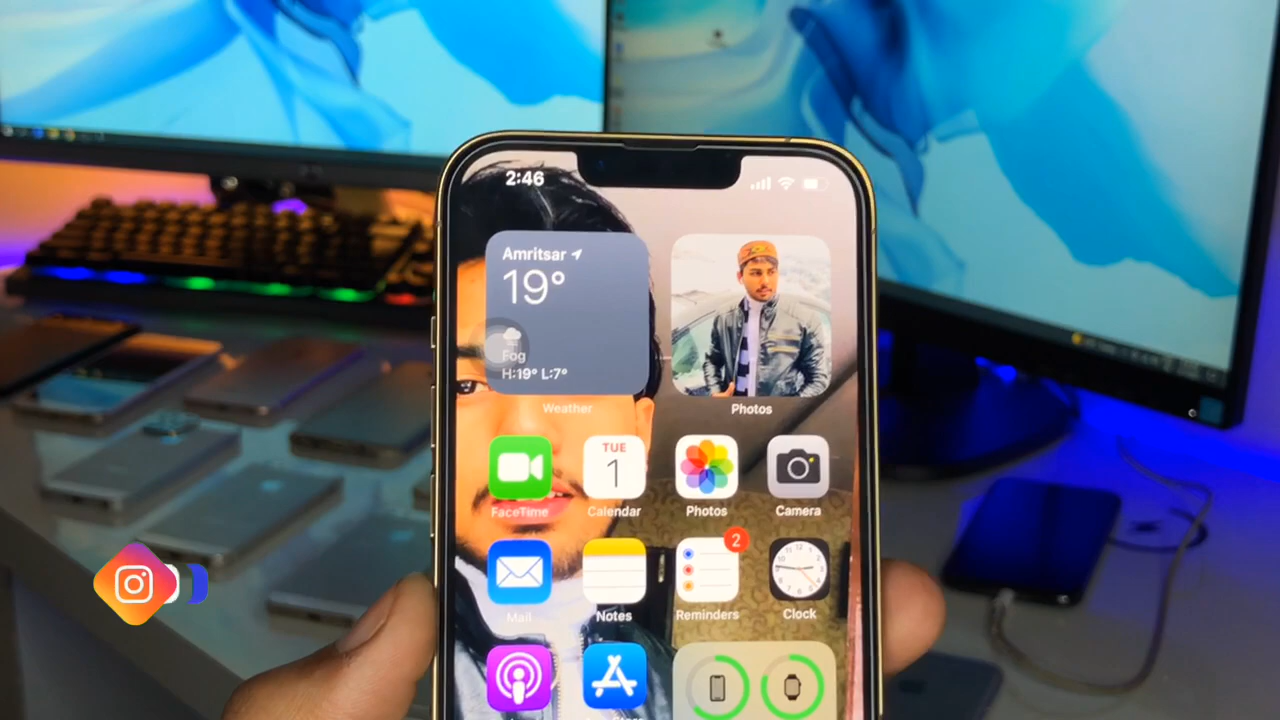 2:46
Amritsar
19°
Fog
H:19° L:7°
Weather
Photos
TUE
1
FaceTime
Calendar
Photos
Camera
2
Mail
Notes
Reminders
Clock